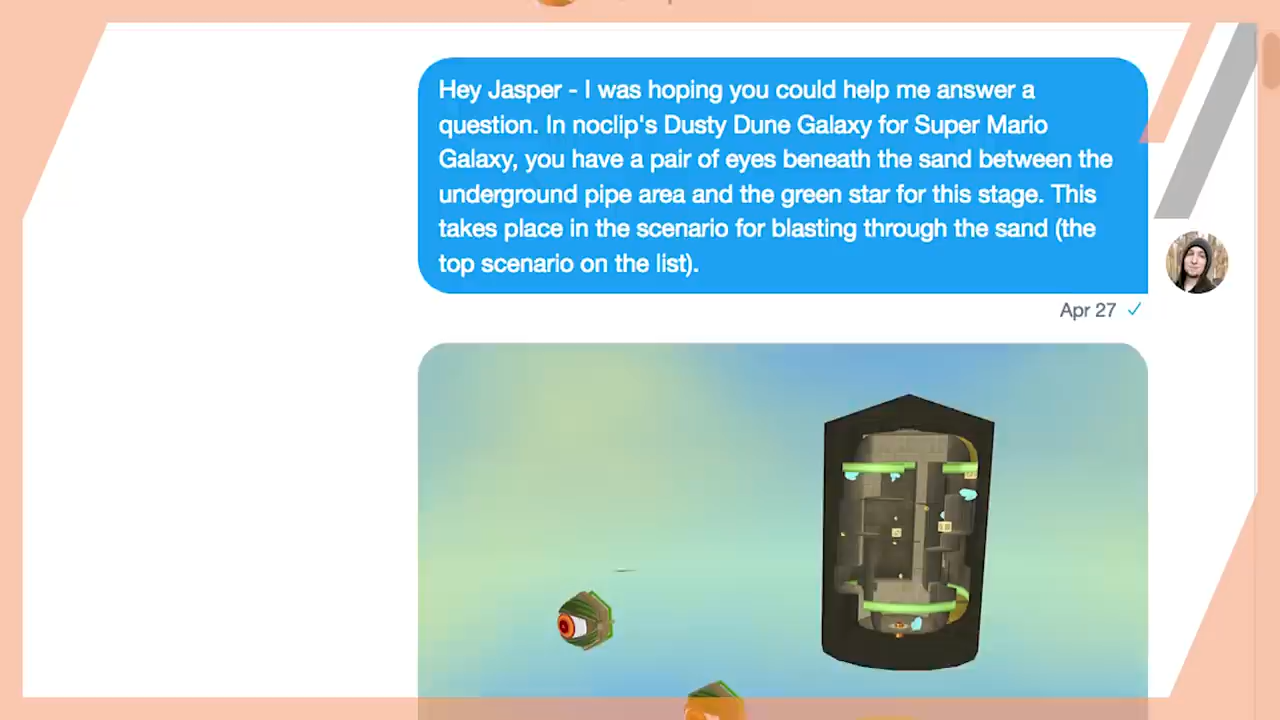 Hey Jasper - I was hoping you could help me answer a
question. In noclip's Dusty Dune Galaxy for Super Mario
Galaxy, you have a pair of eyes beneath the sand between the
underground pipe area and the green star for this stage. This
takes place in the scenario for blasting through the sand (the
top scenario on the list).
Apr 27